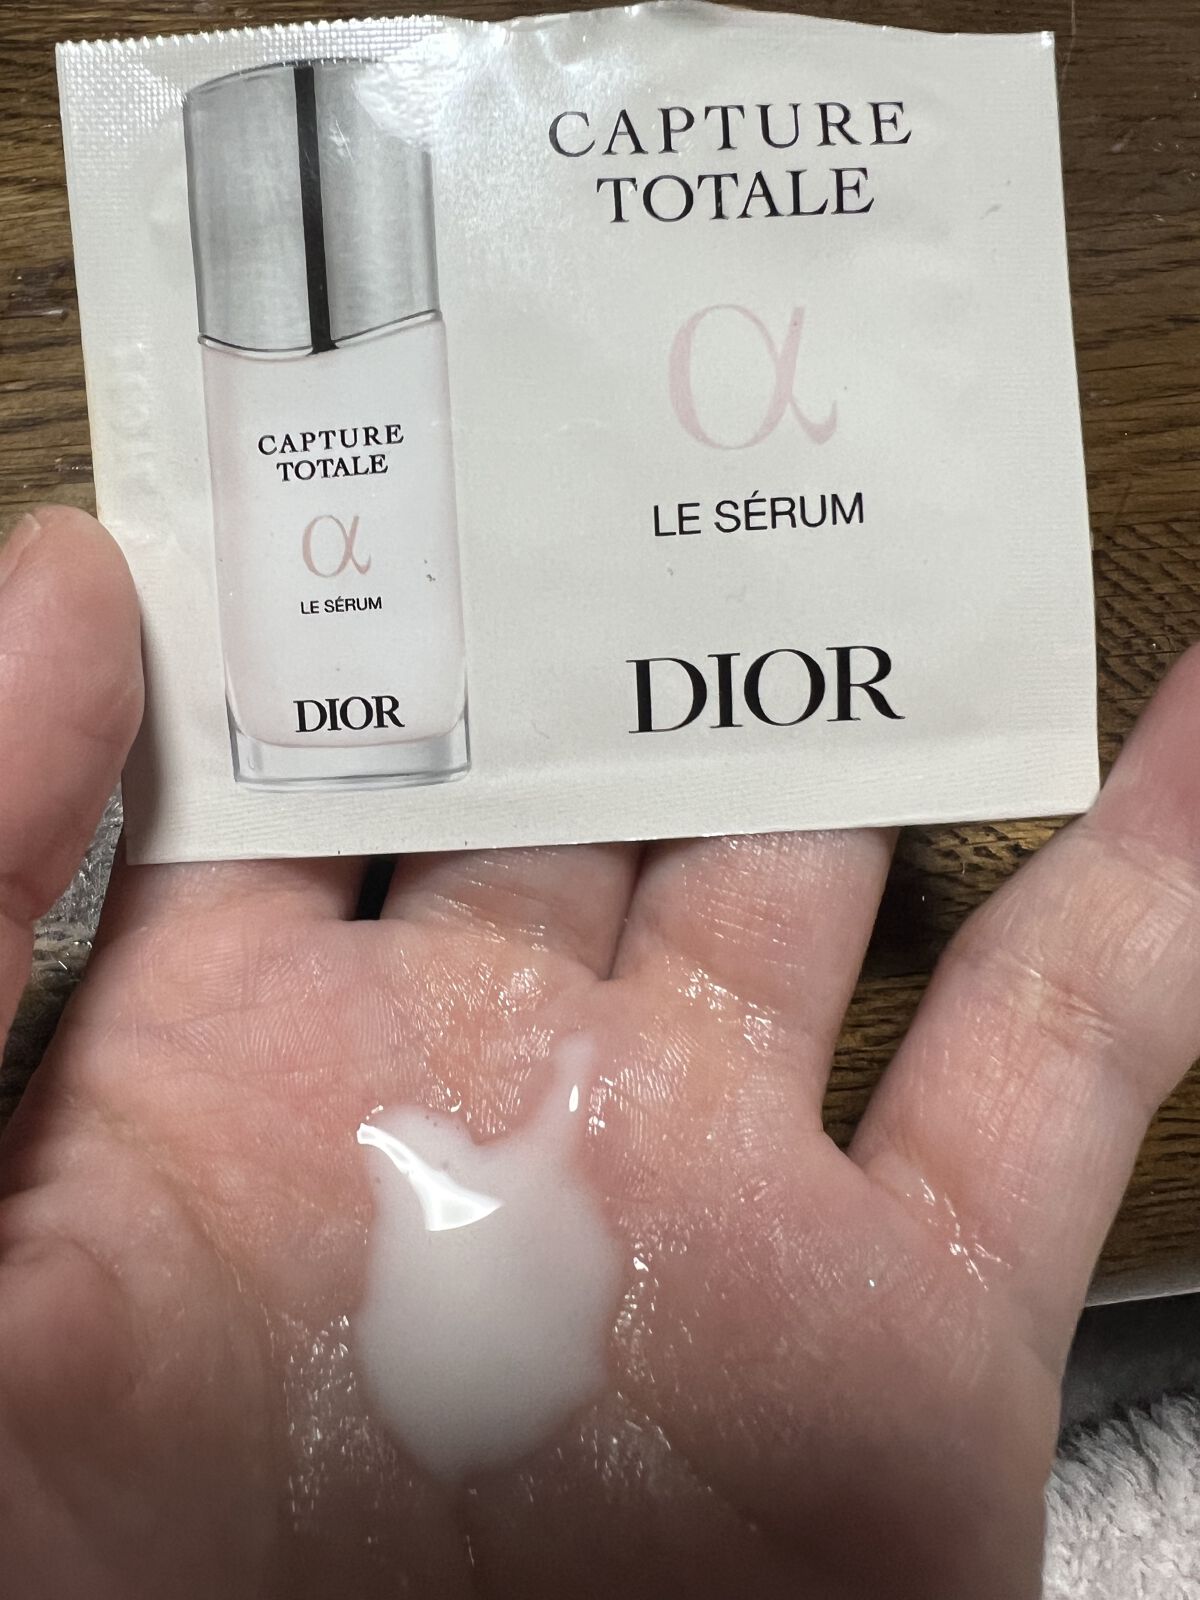 CAPTURE
TOTALE
α
LE SÉRUM
DIOR
CAPTURE
TOTALE
α
LE SÉRUM
DIOR